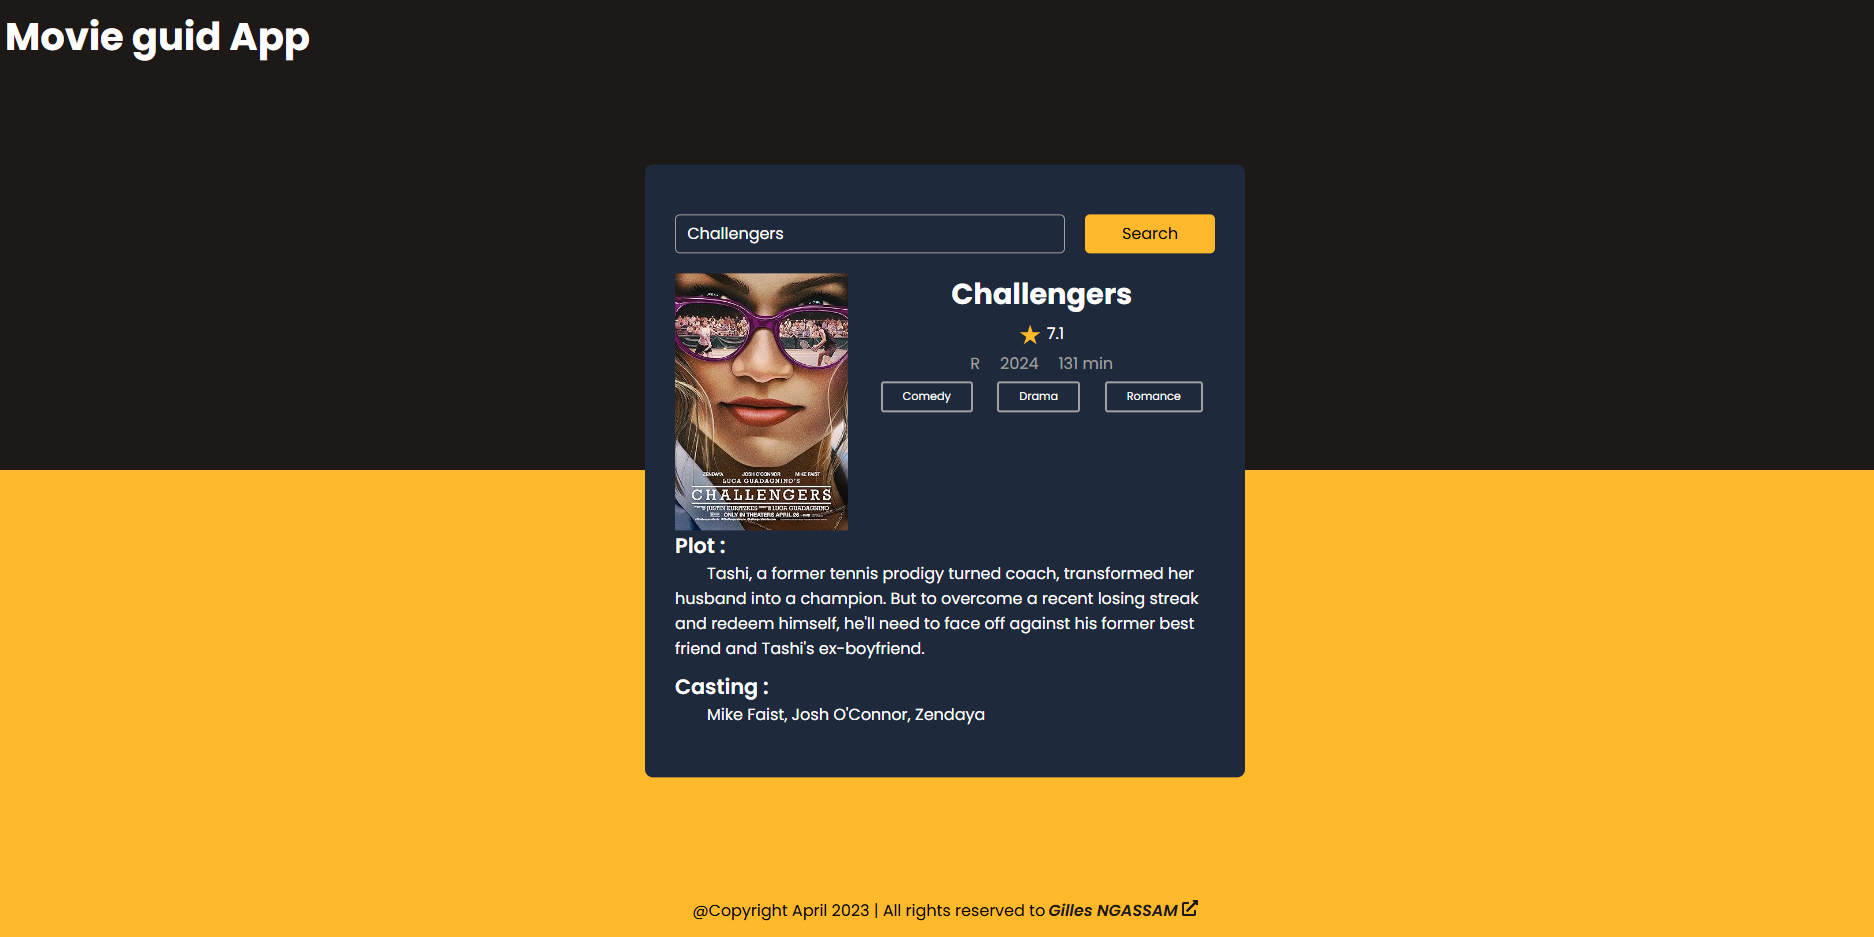 Movie guid App
Challengers
Search
Challengers
7.1
R 2024 131 min
Comedy Drama Romance
ZENDAYA JOSH O'CONNOR MIKE FAIST
LUCA GUADAGNINO'S
CHALLENGERS
JUSTIN KURITZKES LUCA GUADAGNINO
ONLY IN THEATERS APRIL 26
Plot :
Tashi, a former tennis prodigy turned coach, transformed her
husband into a champion. But to overcome a recent losing streak
and redeem himself, he'll need to face off against his former best
friend and Tashi's ex-boyfriend.
Casting :
Mike Faist, Josh O'Connor, Zendaya
@Copyright April 2023 | All rights reserved to Gilles NGASSAM